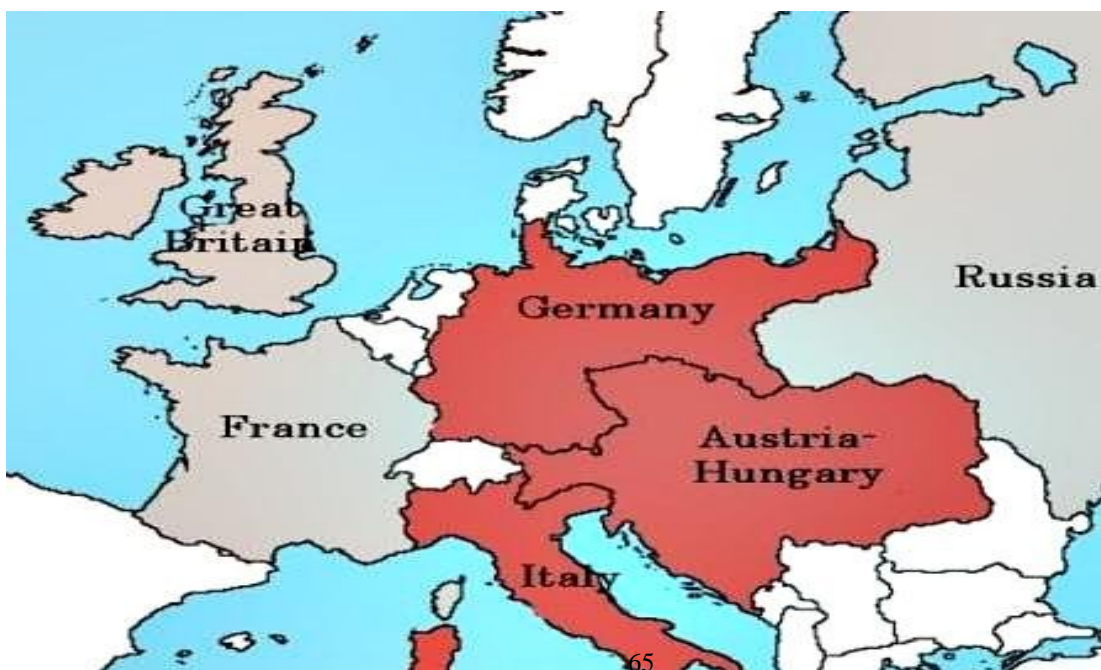 Great
Britain
Germany
Russia
France
Austria-
Hungary
Italy
65